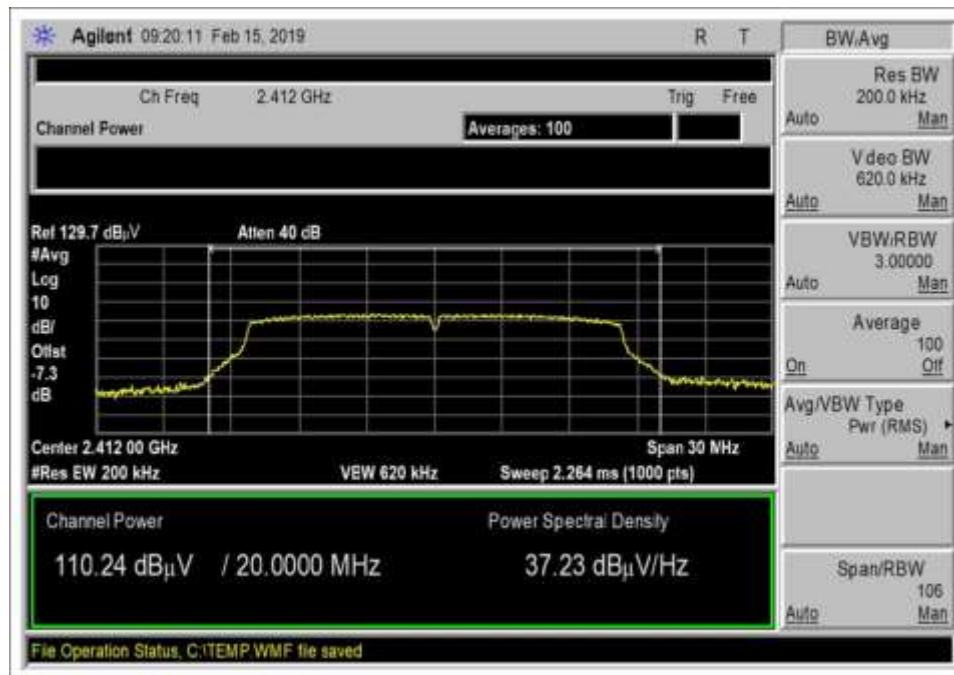 Agilent 09:20:11 Feb 15, 2019 R T
Ch Freq 2.412 GHz Trig Free
Channel Power Averages: 100
Ref 129.7 dBµV Atten 40 dB
#Avg
Log
10
dB/
Offst
-7.3
dB
Center 2.412 00 GHz Span 30 MHz
#Res BW 200 kHz VBW 620 kHz Sweep 2.264 ms (1000 pts)
Channel Power Power Spectral Density
110.24 dBµV / 20.0000 MHz 37.23 dBµV/Hz
File Operation Status, C:\TEMP.WMF file saved
BW/Avg
Res BW
200.0 kHz
Auto Man
Video BW
620.0 kHz
Auto Man
VBW/RBW
3.00000
Auto Man
Average
100
On Off
Avg/VBW Type
Pwr (RMS)
Auto Man
Span/RBW
106
Auto Man